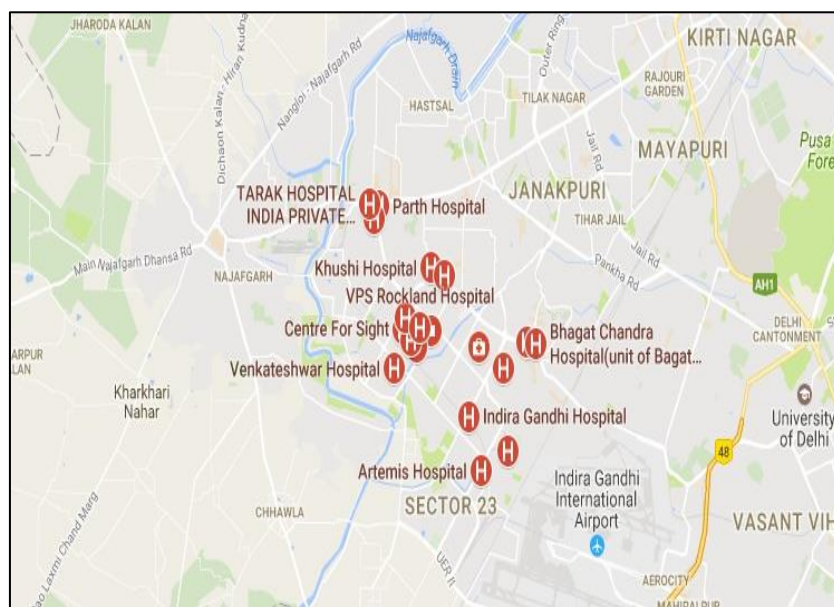 JHARODA KALAN
KIRTI NAGAR
Outer Ring
Najafgarh Drain
Nangloi - Najafgarh Rd
Dichaon Kalan - Hiran Kudna
RAJOURI
GARDEN
HASTSAL
TILAK NAGAR
Jail Rd
MAYAPURI
Pusa
Fore
TARAK HOSPITAL
INDIA PRIVATE...
Parth Hospital
JANAKPURI
TIHAR JAIL
Jail Rd
Main Najafgarh Dhansa Rd
NAJAFGARH
Khushi Hospital
Pankha Rd
AH1
VPS Rockland Hospital
Centre For Sight
Bhagat Chandra
Hospital(unit of Bagat...
DELHI
CANTONMENT
ARPUR
LAN
Venkateshwar Hospital
Kharkhari
Nahar
University
of Delhi
Indira Gandhi Hospital
48
Artemis Hospital
Indira Gandhi
International
Airport
SECTOR 23
CHHAWLA
VASANT VIH
ao Laxmi Chand Marg
UER II
AEROCITY
MAHIPALPUR